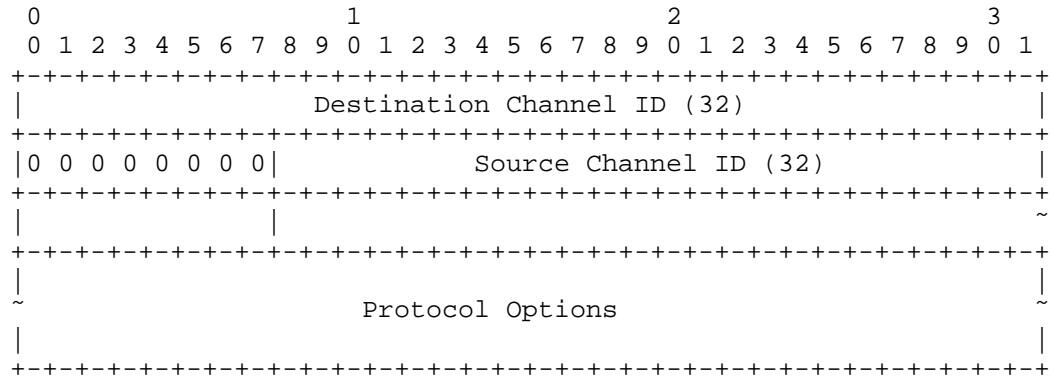 0                   1                   2                   3
 0 1 2 3 4 5 6 7 8 9 0 1 2 3 4 5 6 7 8 9 0 1 2 3 4 5 6 7 8 9 0 1
+-+-+-+-+-+-+-+-+-+-+-+-+-+-+-+-+-+-+-+-+-+-+-+-+-+-+-+-+-+-+-+-+
|                  Destination Channel ID (32)                  |
+-+-+-+-+-+-+-+-+-+-+-+-+-+-+-+-+-+-+-+-+-+-+-+-+-+-+-+-+-+-+-+-+
|0 0 0 0 0 0 0 0|            Source Channel ID (32)             |
+-+-+-+-+-+-+-+-+-+-+-+-+-+-+-+-+-+-+-+-+-+-+-+-+-+-+-+-+-+-+-+-+
|               |                                               ~
+-+-+-+-+-+-+-+-+-+-+-+-+-+-+-+-+-+-+-+-+-+-+-+-+-+-+-+-+-+-+-+-+
|                                                               |
~                     Protocol Options                          ~
|                                                               |
+-+-+-+-+-+-+-+-+-+-+-+-+-+-+-+-+-+-+-+-+-+-+-+-+-+-+-+-+-+-+-+-+